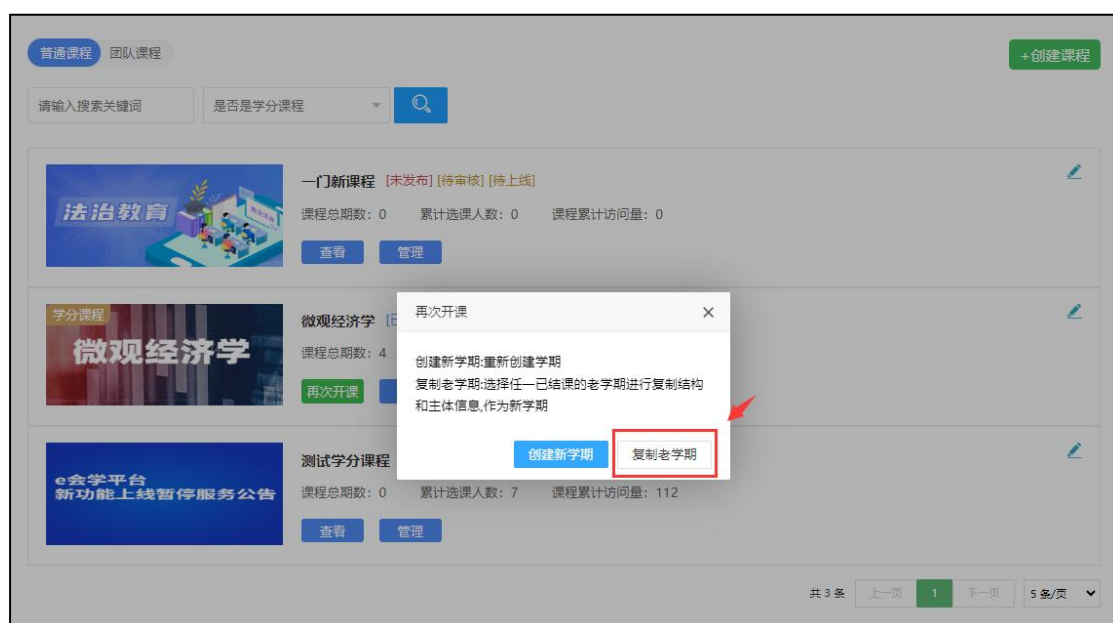 普通课程 团队课程
+创建课程
请输入搜索关键词 是否是学分课程
法治教育
一门新课程 [未发布] [待审核] [待上线]
课程总期数: 0 累计选课人数: 0 课程累计访问量: 0
查看 管理
学分课程
微观经济学
微观经济学
课程总期数: 4
再次开课
再次开课
创建新学期:重新创建学期
复制老学期:选择任一已结课的老学期进行复制结构
和主体信息,作为新学期
创建新学期 复制老学期
e会学平台
新功能上线暂停服务公告
测试学分课程
课程总期数: 0 累计选课人数: 7 课程累计访问量: 112
查看 管理
共 3 条 上一页 1 下一页 5 条/页